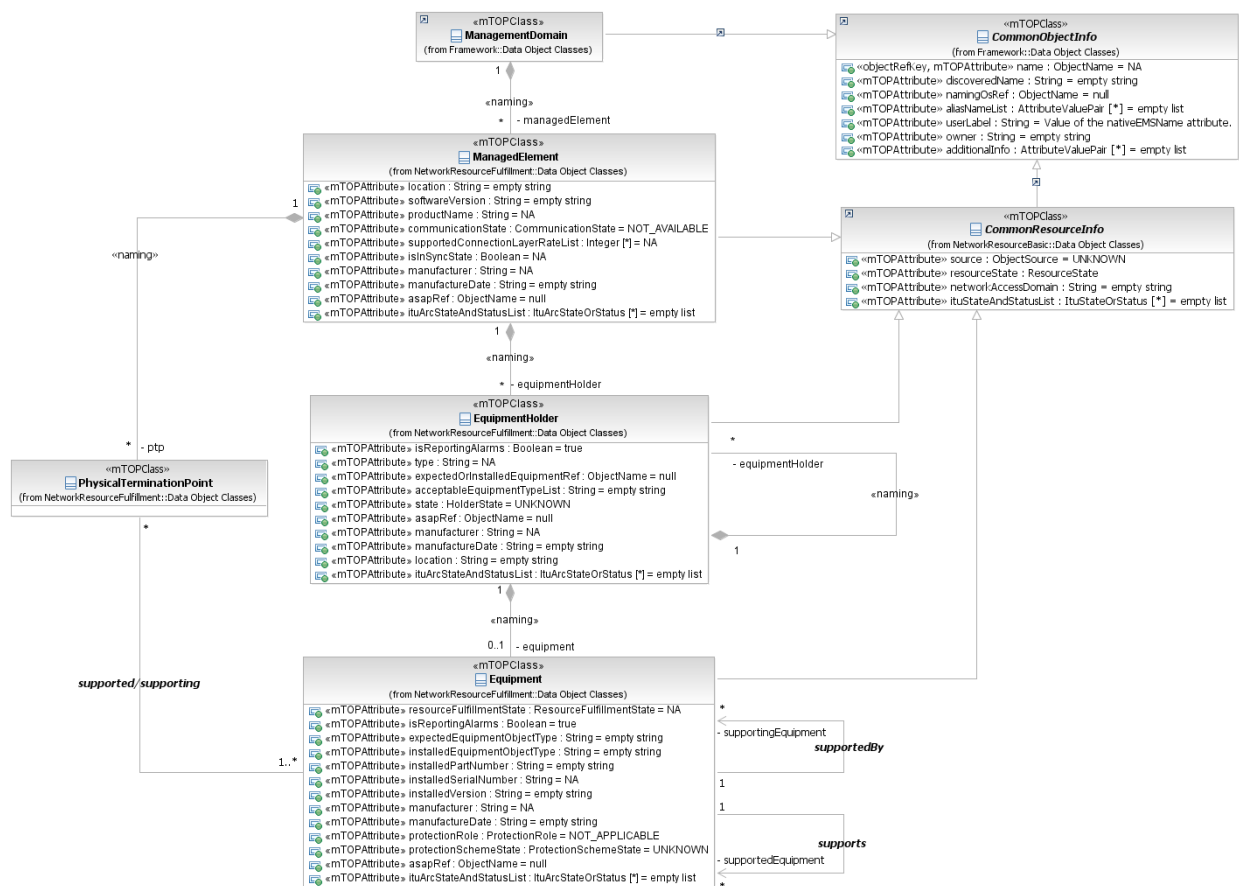 «mTOPClass»
ManagementDomain
(from Framework::Data Object Classes)
«mTOPClass»
CommonObjectInfo
(from Framework::Data Object Classes)
«objectRefKey, mTOPAttribute» name : ObjectName = NA
«mTOPAttribute» discoveredName : String = empty string
«mTOPAttribute» namingOsRef : ObjectName = null
«mTOPAttribute» aliasNameList : AttributeValuePair [*] = empty list
«mTOPAttribute» userLabel : String = Value of the nativeEMSName attribute.
«mTOPAttribute» owner : String = empty string
«mTOPAttribute» additionalInfo : AttributeValuePair [*] = empty list
1
«naming»
* - managedElement
«mTOPClass»
ManagedElement
(from NetworkResourceFulfillment::Data Object Classes)
«mTOPAttribute» location : String = empty string
«mTOPAttribute» softwareVersion : String = empty string
«mTOPAttribute» productName : String = NA
«mTOPAttribute» communicationState : CommunicationState = NOT_AVAILABLE
«mTOPAttribute» supportedConnectionLayerRateList : Integer [*] = NA
«mTOPAttribute» isInSyncState : Boolean = NA
«mTOPAttribute» manufacturer : String = NA
«mTOPAttribute» manufactureDate : String = empty string
«mTOPAttribute» asapRef : ObjectName = null
«mTOPAttribute» ituArcStateAndStatusList : ItuArcStateOrStatus [*] = empty list
«mTOPClass»
CommonResourceInfo
(from NetworkResourceBasic::Data Object Classes)
«mTOPAttribute» source : ObjectSource = UNKNOWN
«mTOPAttribute» resourceState : ResourceState
«mTOPAttribute» networkAccessDomain : String = empty string
«mTOPAttribute» ituStateAndStatusList : ItuStateOrStatus [*] = empty list
1
«naming»
* - ptp
1
«naming»
* - equipmentHolder
«mTOPClass»
EquipmentHolder
(from NetworkResourceFulfillment::Data Object Classes)
«mTOPAttribute» isReportingAlarms : Boolean = true
«mTOPAttribute» type : String = NA
«mTOPAttribute» expectedOrInstalledEquipmentRef : ObjectName = null
«mTOPAttribute» acceptableEquipmentTypeList : String = empty string
«mTOPAttribute» state : HolderState = UNKNOWN
«mTOPAttribute» asapRef : ObjectName = null
«mTOPAttribute» manufacturer : String = NA
«mTOPAttribute» manufactureDate : String = empty string
«mTOPAttribute» location : String = empty string
«mTOPAttribute» ituArcStateAndStatusList : ItuArcStateOrStatus [*] = empty list
*
- equipmentHolder
«naming»
1
«mTOPClass»
PhysicalTerminationPoint
(from NetworkResourceFulfillment::Data Object Classes)
*
supported/supporting
1..*
1
«naming»
0..1 - equipment
«mTOPClass»
Equipment
(from NetworkResourceFulfillment::Data Object Classes)
«mTOPAttribute» resourceFulfillmentState : ResourceFulfillmentState = NA
«mTOPAttribute» isReportingAlarms : Boolean = true
«mTOPAttribute» expectedEquipmentObjectType : String = empty string
«mTOPAttribute» installedEquipmentObjectType : String = empty string
«mTOPAttribute» installedPartNumber : String = empty string
«mTOPAttribute» installedSerialNumber : String = NA
«mTOPAttribute» installedVersion : String = empty string
«mTOPAttribute» manufacturer : String = NA
«mTOPAttribute» manufactureDate : String = empty string
«mTOPAttribute» protectionRole : ProtectionRole = NOT_APPLICABLE
«mTOPAttribute» protectionSchemeState : ProtectionSchemeState = UNKNOWN
«mTOPAttribute» asapRef : ObjectName = null
«mTOPAttribute» ituArcStateAndStatusList : ItuArcStateOrStatus [*] = empty list
*
- supportingEquipment
supportedBy
1
1
supports
- supportedEquipment
*